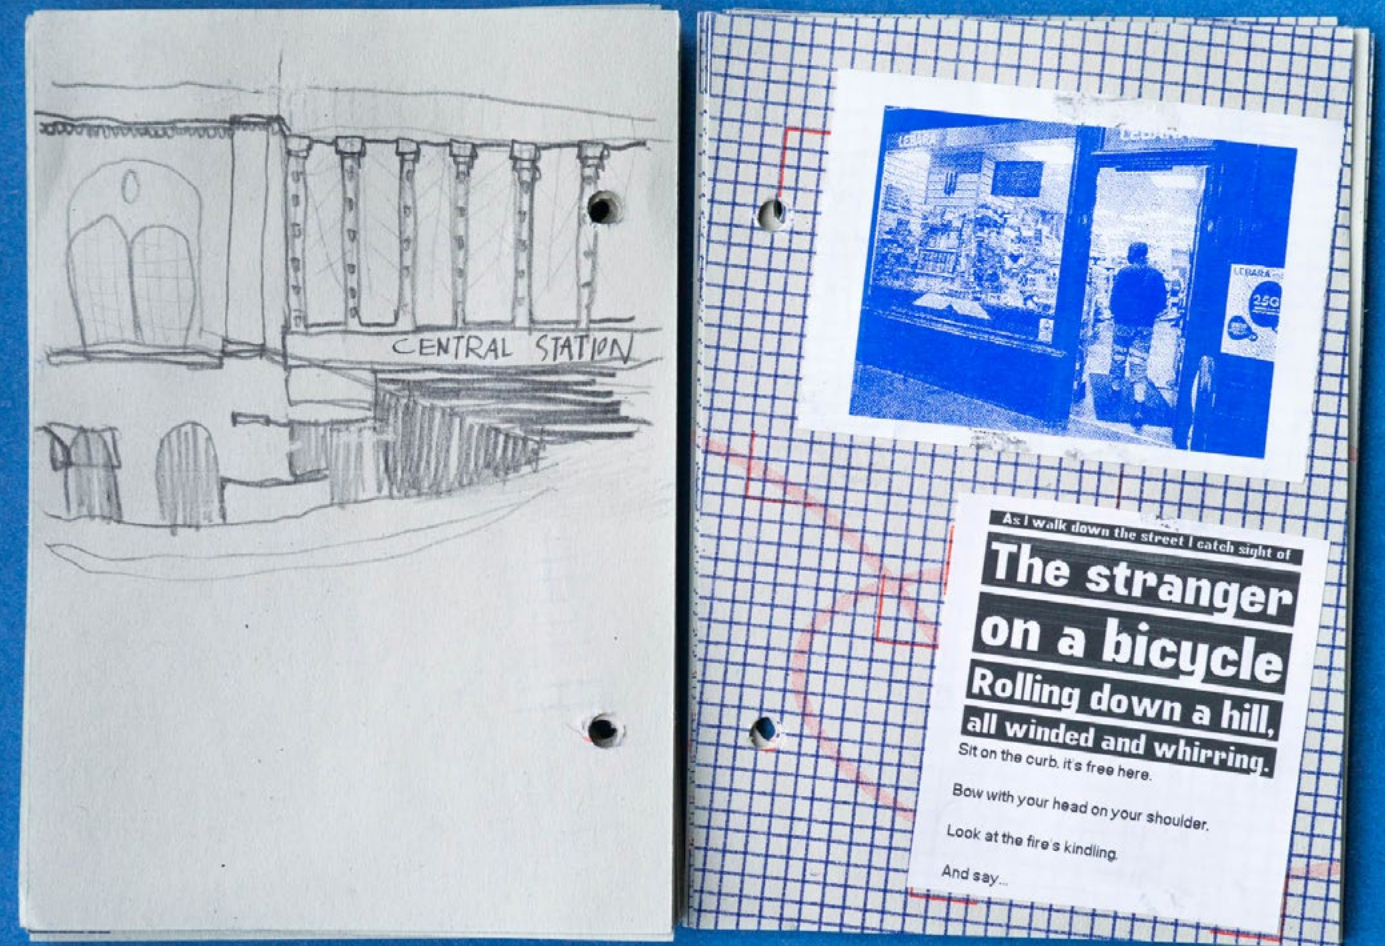 CENTRAL STATION
LEBARA
LEBARA
LEBARA
250
As I walk down the street I catch sight of
The stranger
on a bicycle
Rolling down a hill,
all winded and whirring.
Sit on the curb. it's free here.
Bow with your head on your shoulder.
Look at the fire's kindling.
And say...